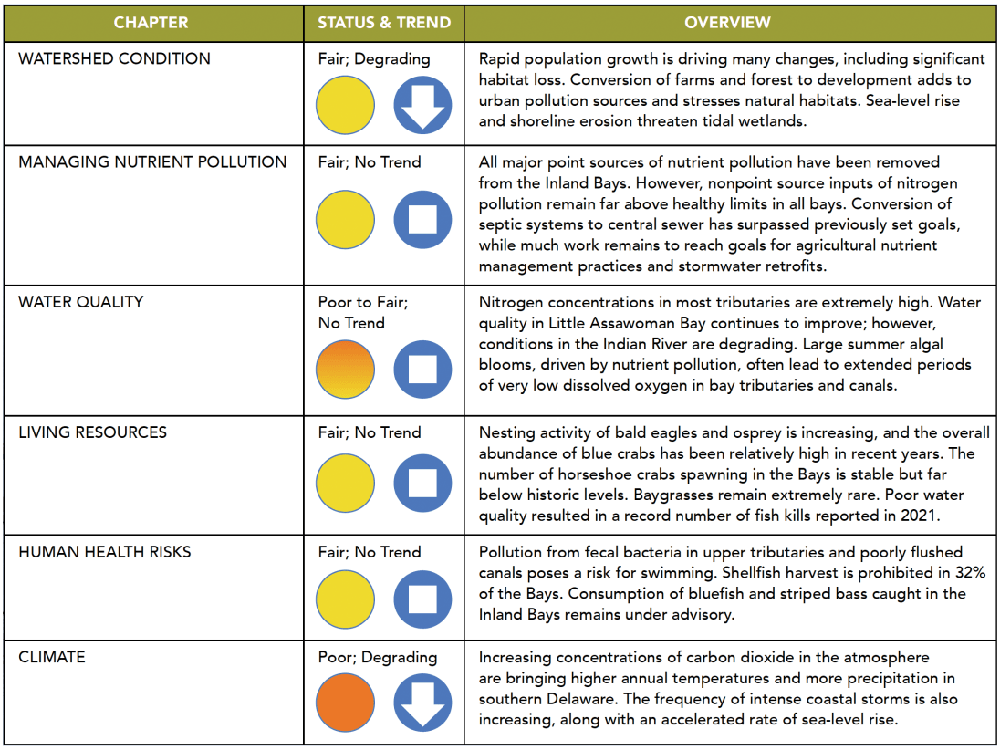 CHAPTER
STATUS & TREND
OVERVIEW
WATERSHED CONDITION
Fair; Degrading
Rapid population growth is driving many changes, including significant
habitat loss. Conversion of farms and forest to development adds to
urban pollution sources and stresses natural habitats. Sea-level rise
and shoreline erosion threaten tidal wetlands.
MANAGING NUTRIENT POLLUTION
Fair; No Trend
All major point sources of nutrient pollution have been removed
from the Inland Bays. However, nonpoint source inputs of nitrogen
pollution remain far above healthy limits in all bays. Conversion of
septic systems to central sewer has surpassed previously set goals,
while much work remains to reach goals for agricultural nutrient
management practices and stormwater retrofits.
WATER QUALITY
Poor to Fair;
No Trend
Nitrogen concentrations in most tributaries are extremely high. Water
quality in Little Assawoman Bay continues to improve; however,
conditions in the Indian River are degrading. Large summer algal
blooms, driven by nutrient pollution, often lead to extended periods
of very low dissolved oxygen in bay tributaries and canals.
LIVING RESOURCES
Fair; No Trend
Nesting activity of bald eagles and osprey is increasing, and the overall
abundance of blue crabs has been relatively high in recent years. The
number of horseshoe crabs spawning in the Bays is stable but far
below historic levels. Baygrasses remain extremely rare. Poor water
quality resulted in a record number of fish kills reported in 2021.
HUMAN HEALTH RISKS
Fair; No Trend
Pollution from fecal bacteria in upper tributaries and poorly flushed
canals poses a risk for swimming. Shellfish harvest is prohibited in 32%
of the Bays. Consumption of bluefish and striped bass caught in the
Inland Bays remains under advisory.
CLIMATE
Poor; Degrading
Increasing concentrations of carbon dioxide in the atmosphere
are bringing higher annual temperatures and more precipitation in
southern Delaware. The frequency of intense coastal storms is also
increasing, along with an accelerated rate of sea-level rise.